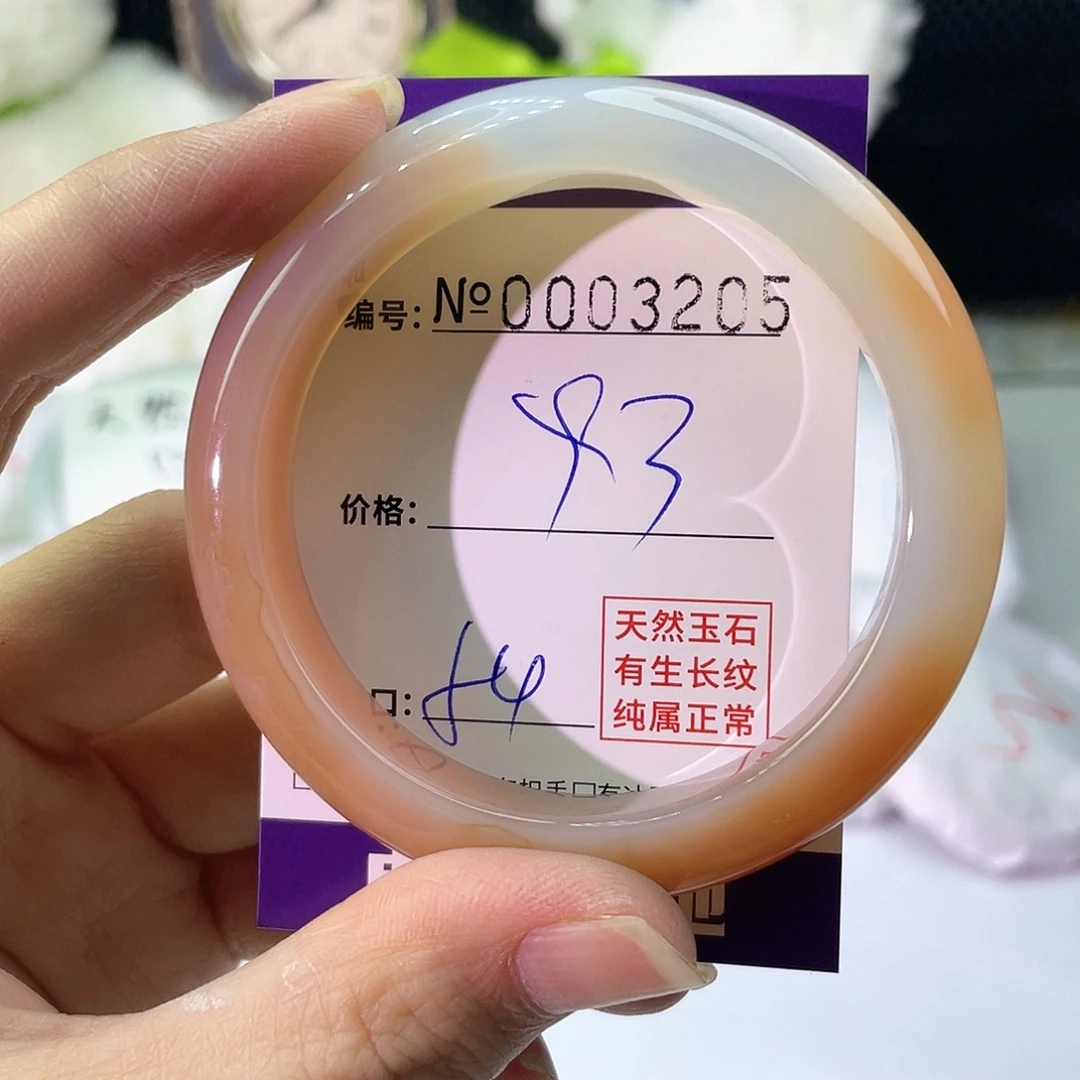 编号: №0003205
价格: 93
口: 54
天然玉石
有生长纹
纯属正常